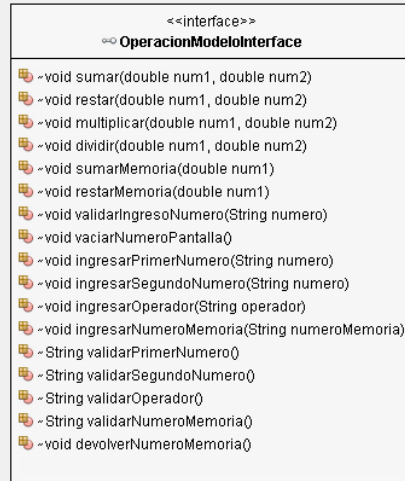 <<interface>>
OperacionModeloInterface
~void sumar(double num1, double num2)
~void restar(double num1, double num2)
~void multiplicar(double num1, double num2)
~void dividir(double num1, double num2)
~void sumarMemoria(double num1)
~void restarMemoria(double num1)
~void validarIngresoNumero(String numero)
~void vaciarNumeroPantalla()
~void ingresarPrimerNumero(String numero)
~void ingresarSegundoNumero(String numero)
~void ingresarOperador(String operador)
~void ingresarNumeroMemoria(String numeroMemoria)
~String validarPrimerNumero()
~String validarSegundoNumero()
~String validarOperador()
~String validarNumeroMemoria()
~void devolverNumeroMemoria()